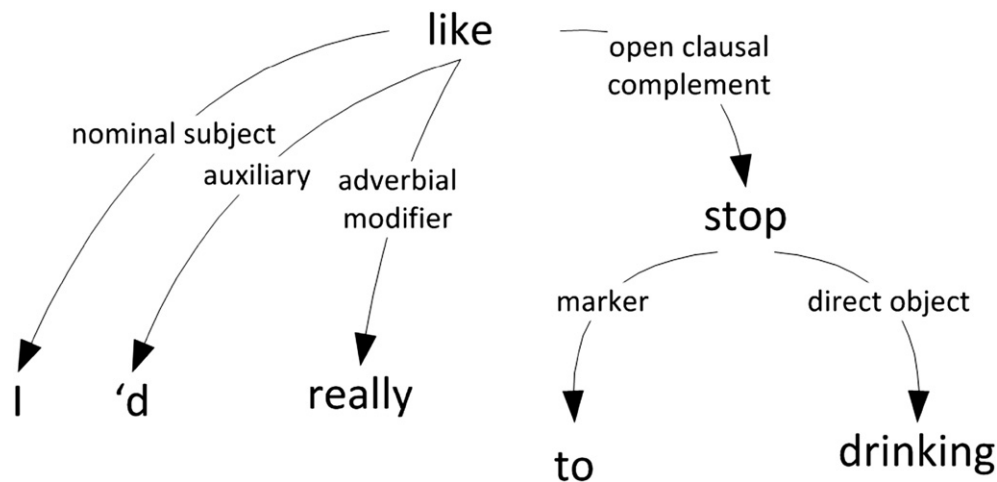 like
open clausal
complement
nominal subject
auxiliary
adverbial
modifier
stop
marker
direct object
I
‘d
really
to
drinking